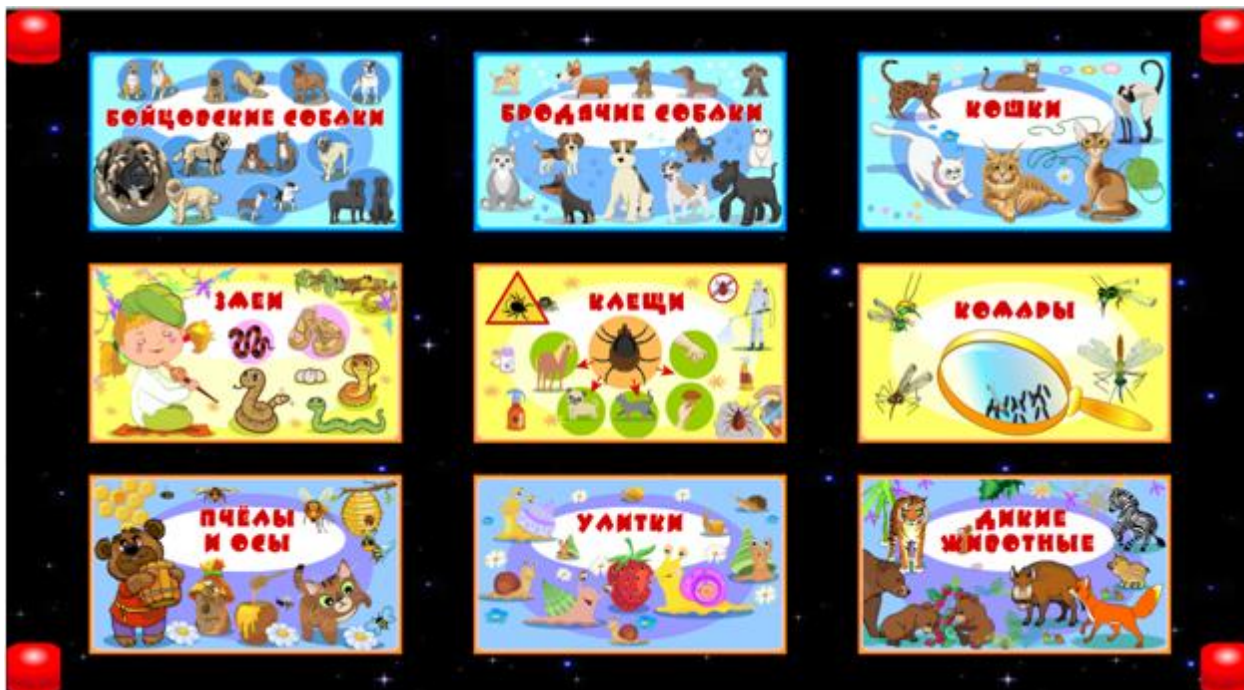 БОЙЦОВСКИЕ СОБАКИ
БРОДЯЧИЕ СОБАКИ
КОШКИ
ЗМЕИ
КЛЕЩИ
КОМАРЫ
ПЧЁЛЫ
И ОСЫ
УЛИТКИ
ДИКИЕ
ЖИВОТНЫЕ